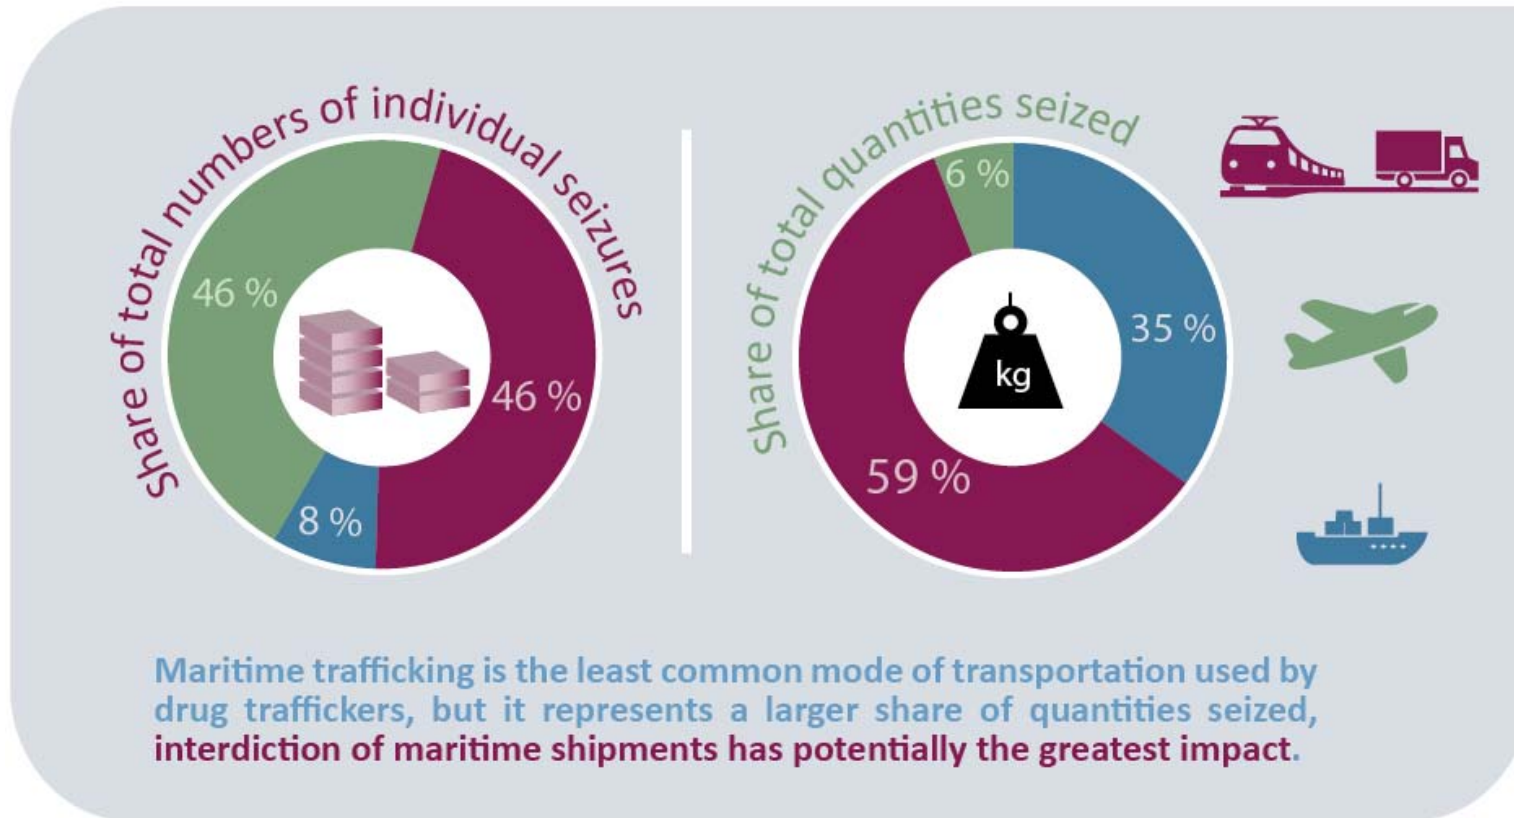 Share of total numbers of individual seizures
46 %
46 %
8 %
Share of total quantities seized
6 %
35 %
59 %
kg
Maritime trafficking is the least common mode of transportation used by
drug traffickers, but it represents a larger share of quantities seized,
interdiction of maritime shipments has potentially the greatest impact.